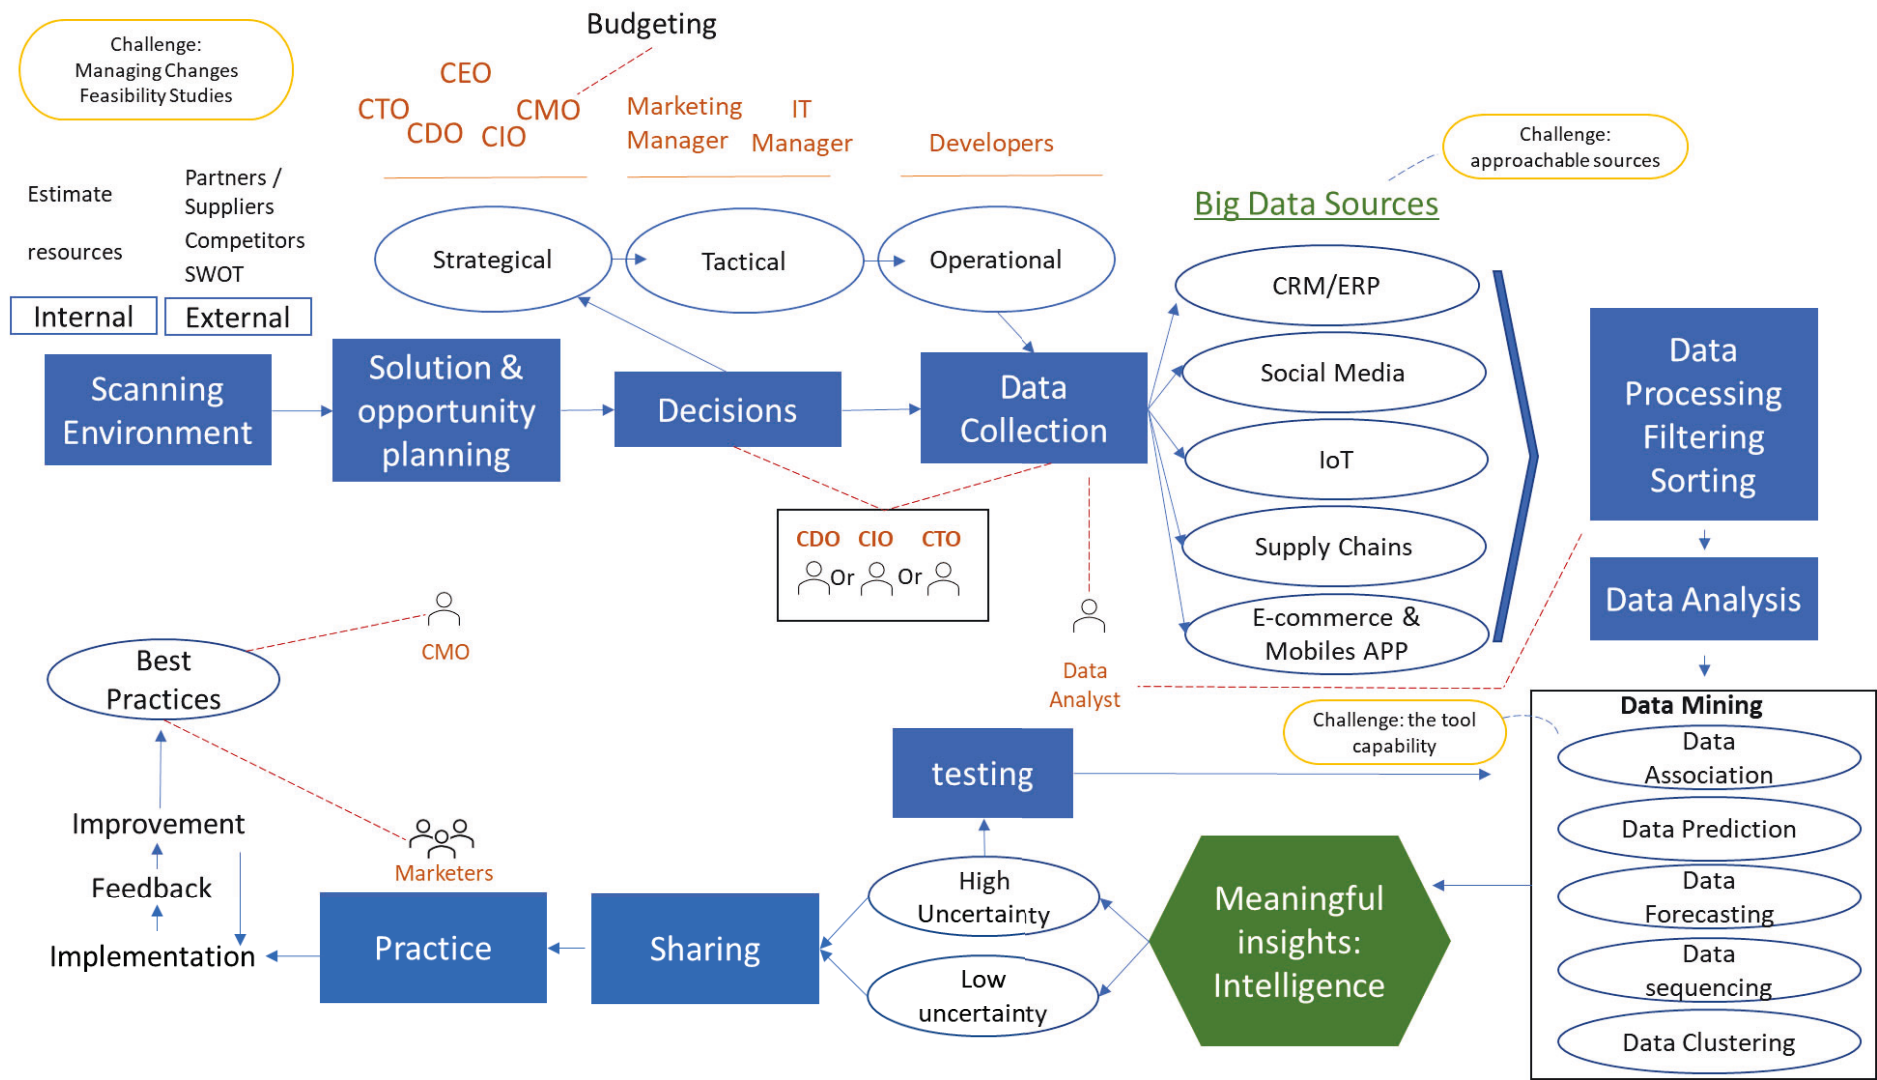 Challenge:
Managing Changes
Feasibility Studies
Budgeting
CEO
CTO
CMO
CDO
CIO
Marketing
Manager
IT
Manager
Developers
Challenge:
approachable sources
Estimate
resources
Partners /
Suppliers
Competitors
SWOT
Internal
External
Strategical
Tactical
Operational
Big Data Sources
CRM/ERP
Social Media
IoT
Supply Chains
E-commerce &
Mobiles APP
Scanning
Environment
Solution &
opportunity
planning
Decisions
Data
Collection
Data
Processing
Filtering
Sorting
CDO
CIO
CTO
Or
Or
Data Analysis
Data
Analyst
CMO
Best
Practices
Data Mining
Challenge: the tool
capability
Data
Association
Data Prediction
Data
Forecasting
Data
sequencing
Data Clustering
testing
Meaningful
insights:
Intelligence
High
Uncertainty
Low
uncertainty
Sharing
Practice
Marketers
Improvement
Feedback
Implementation